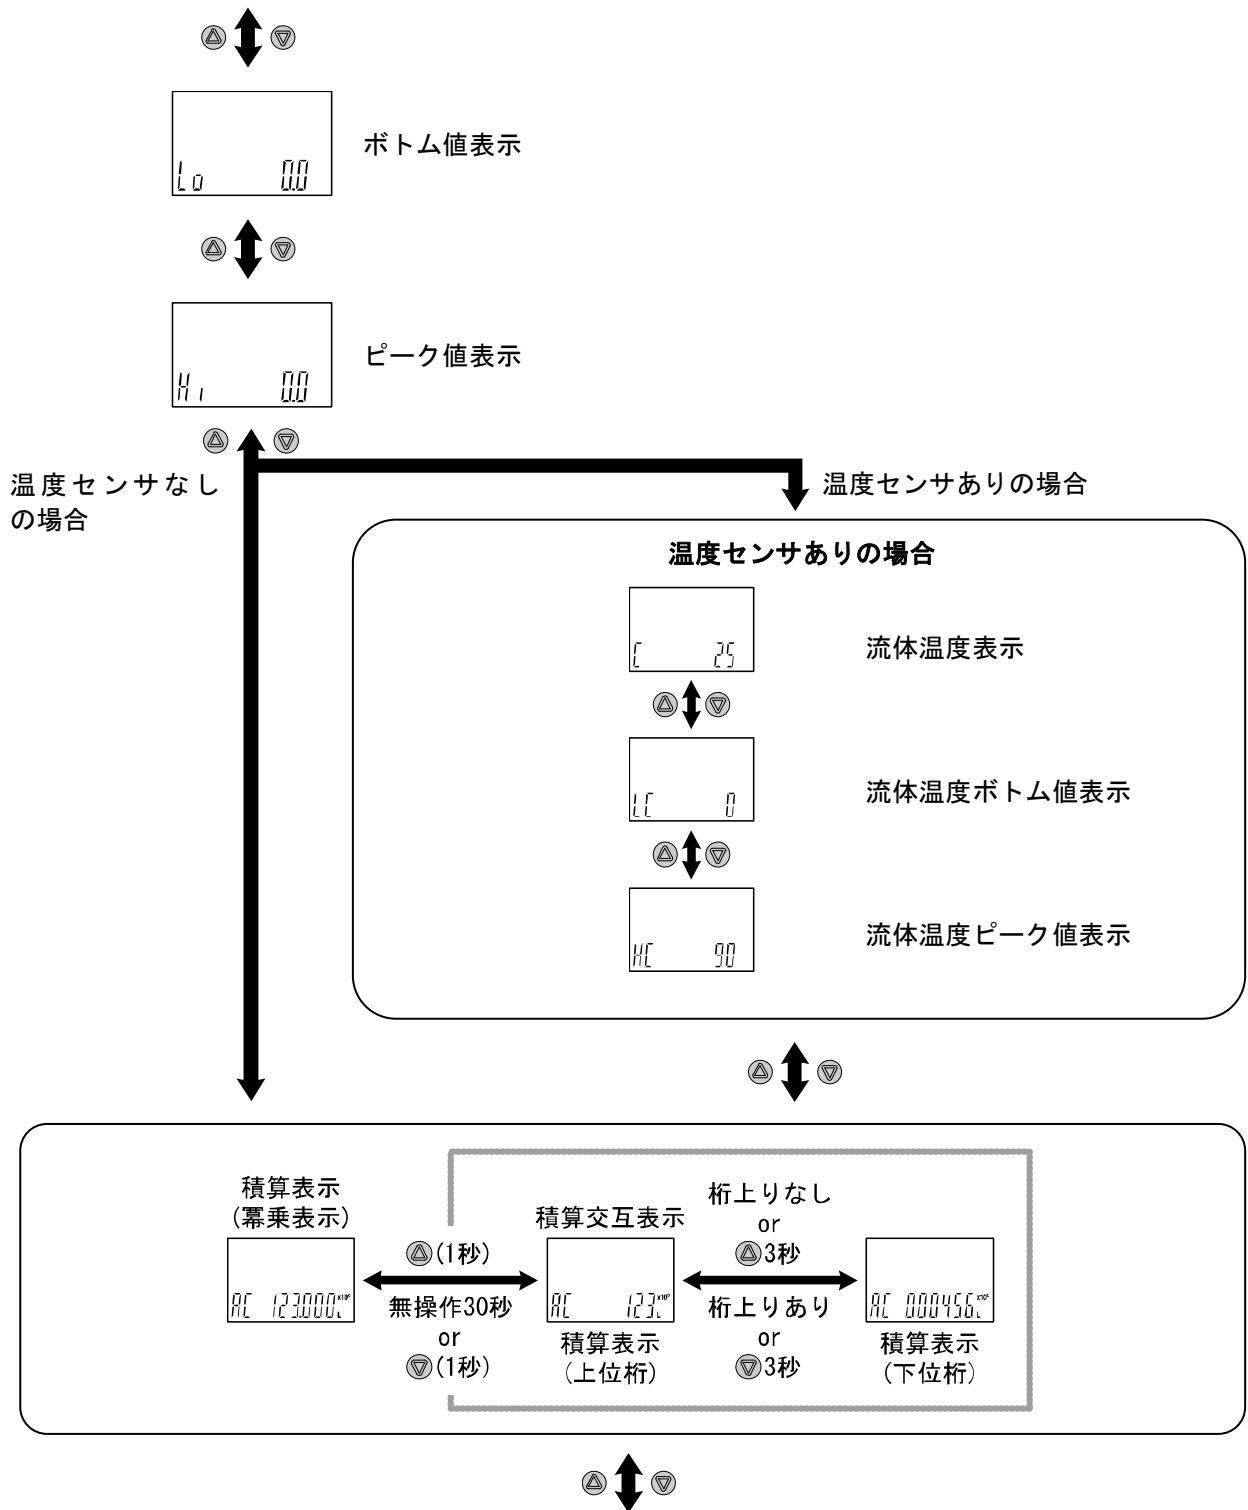 Lo 0.0
ボトム値表示
Hi 0.0
ピーク値表示
温度センサなし
の場合
温度センサありの場合
温度センサありの場合
C 25
流体温度表示
LC 0
流体温度ボトム値表示
HC 90
流体温度ピーク値表示
積算表示
(冪乗表示)
AC 123.000
L
(1秒)
無操作30秒
or
(1秒)
積算交互表示
AC 123
L
積算表示
(上位桁)
桁上りなし
or
3秒
桁上りあり
or
3秒
AC 000456
L
積算表示
(下位桁)